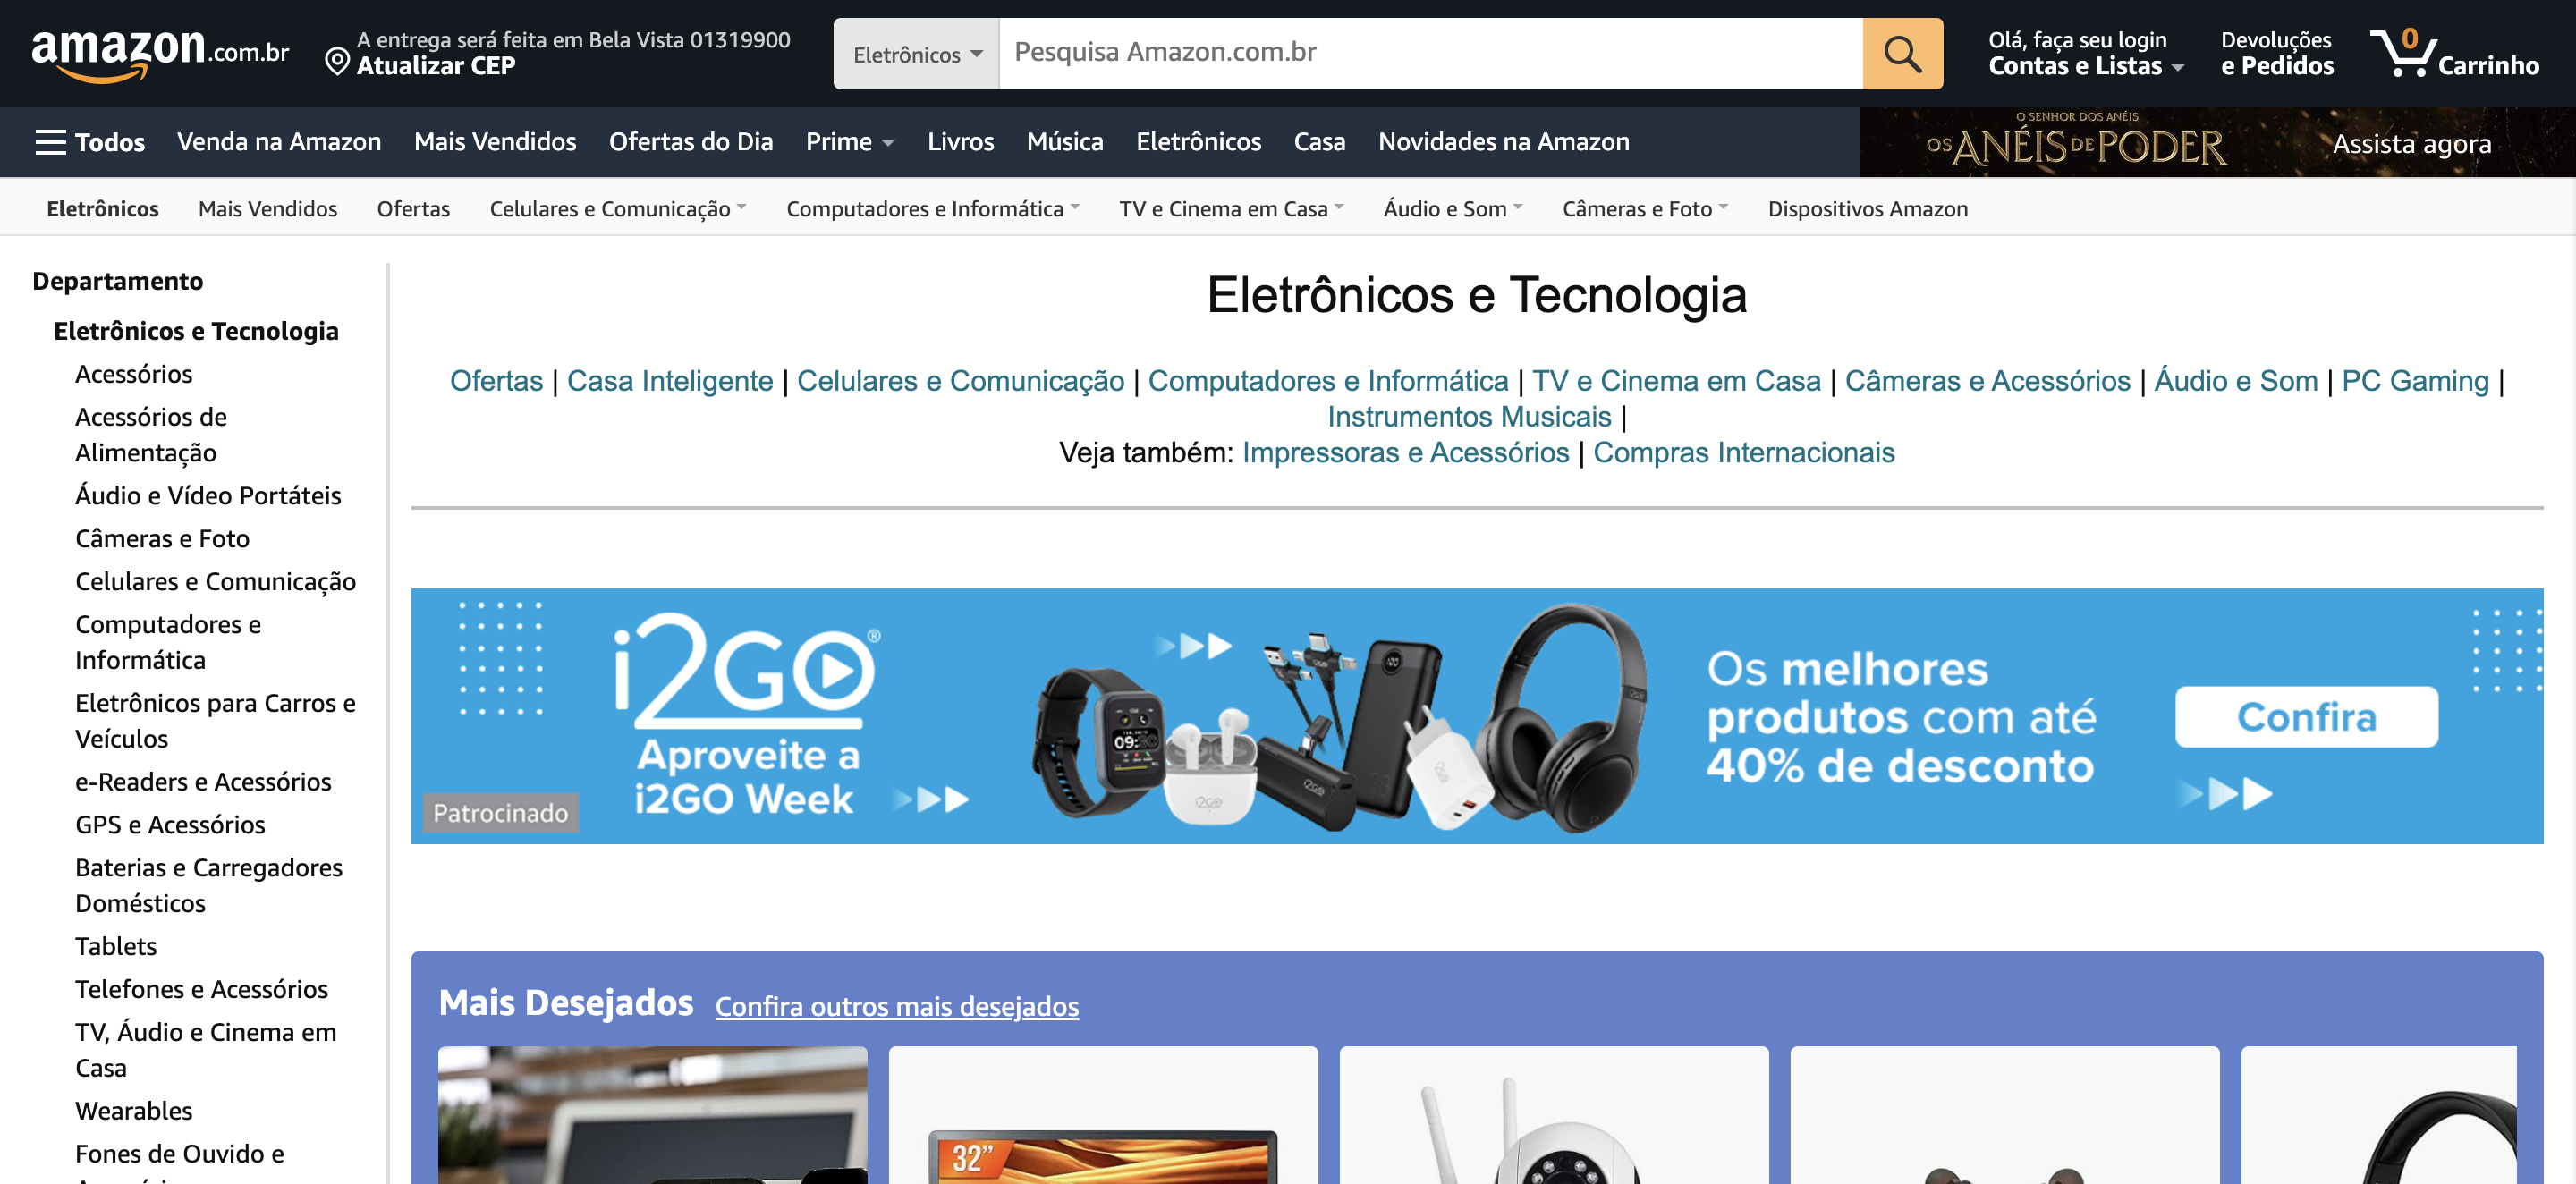 amazon.com.br
A entrega será feita em Bela Vista 01319900
Atualizar CEP
Eletrônicos
Pesquisa Amazon.com.br
Olá, faça seu login
Contas e Listas
Devoluções
e Pedidos
0
Carrinho
Todos
Venda na Amazon
Mais Vendidos
Ofertas do Dia
Prime
Livros
Música
Eletrônicos
Casa
Novidades na Amazon
O SENHOR DOS ANÉIS
OS ANÉIS DE PODER
Assista agora
Eletrônicos
Mais Vendidos
Ofertas
Celulares e Comunicação
Computadores e Informática
TV e Cinema em Casa
Áudio e Som
Câmeras e Foto
Dispositivos Amazon
Departamento
Eletrônicos e Tecnologia
Acessórios
Acessórios de
Alimentação
Áudio e Vídeo Portáteis
Câmeras e Foto
Celulares e Comunicação
Computadores e
Informática
Eletrônicos para Carros e
Veículos
e-Readers e Acessórios
GPS e Acessórios
Baterias e Carregadores
Domésticos
Tablets
Telefones e Acessórios
TV, Áudio e Cinema em
Casa
Wearables
Fones de Ouvido e
Eletrônicos e Tecnologia
Ofertas | Casa Inteligente | Celulares e Comunicação | Computadores e Informática | TV e Cinema em Casa | Câmeras e Acessórios | Áudio e Som | PC Gaming |
Instrumentos Musicais |
Veja também: Impressoras e Acessórios | Compras Internacionais
i2GO®
Aproveite a
i2GO Week
Patrocinado
Os melhores
produtos com até
40% de desconto
Confira
Mais Desejados
Confira outros mais desejados
32”